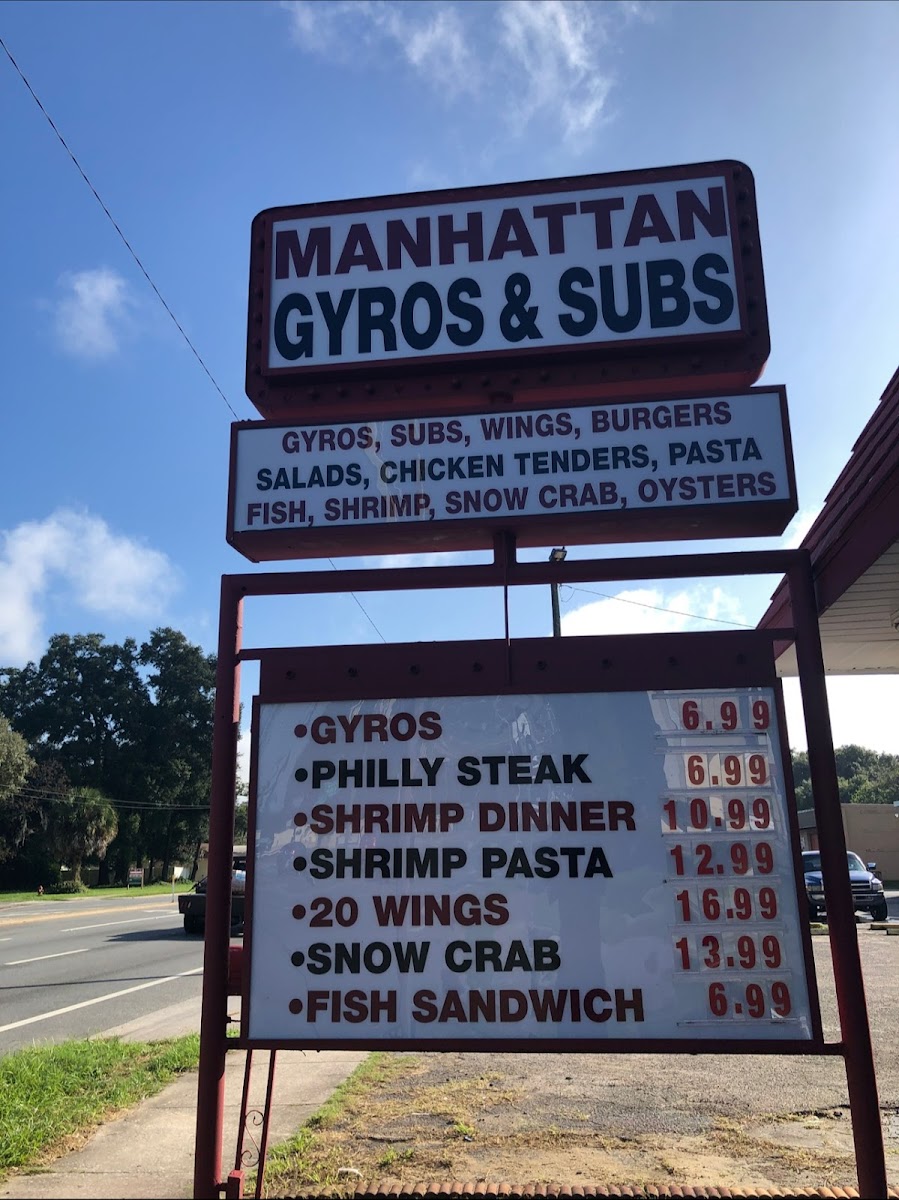 MANHATTAN
GYROS & SUBS
GYROS, SUBS, WINGS, BURGERS
SALADS, CHICKEN TENDERS, PASTA
FISH, SHRIMP, SNOW CRAB, OYSTERS
•GYROS 6.99
•PHILLY STEAK 6.99
•SHRIMP DINNER 10.99
•SHRIMP PASTA 12.99
•20 WINGS 16.99
•SNOW CRAB 13.99
•FISH SANDWICH 6.99